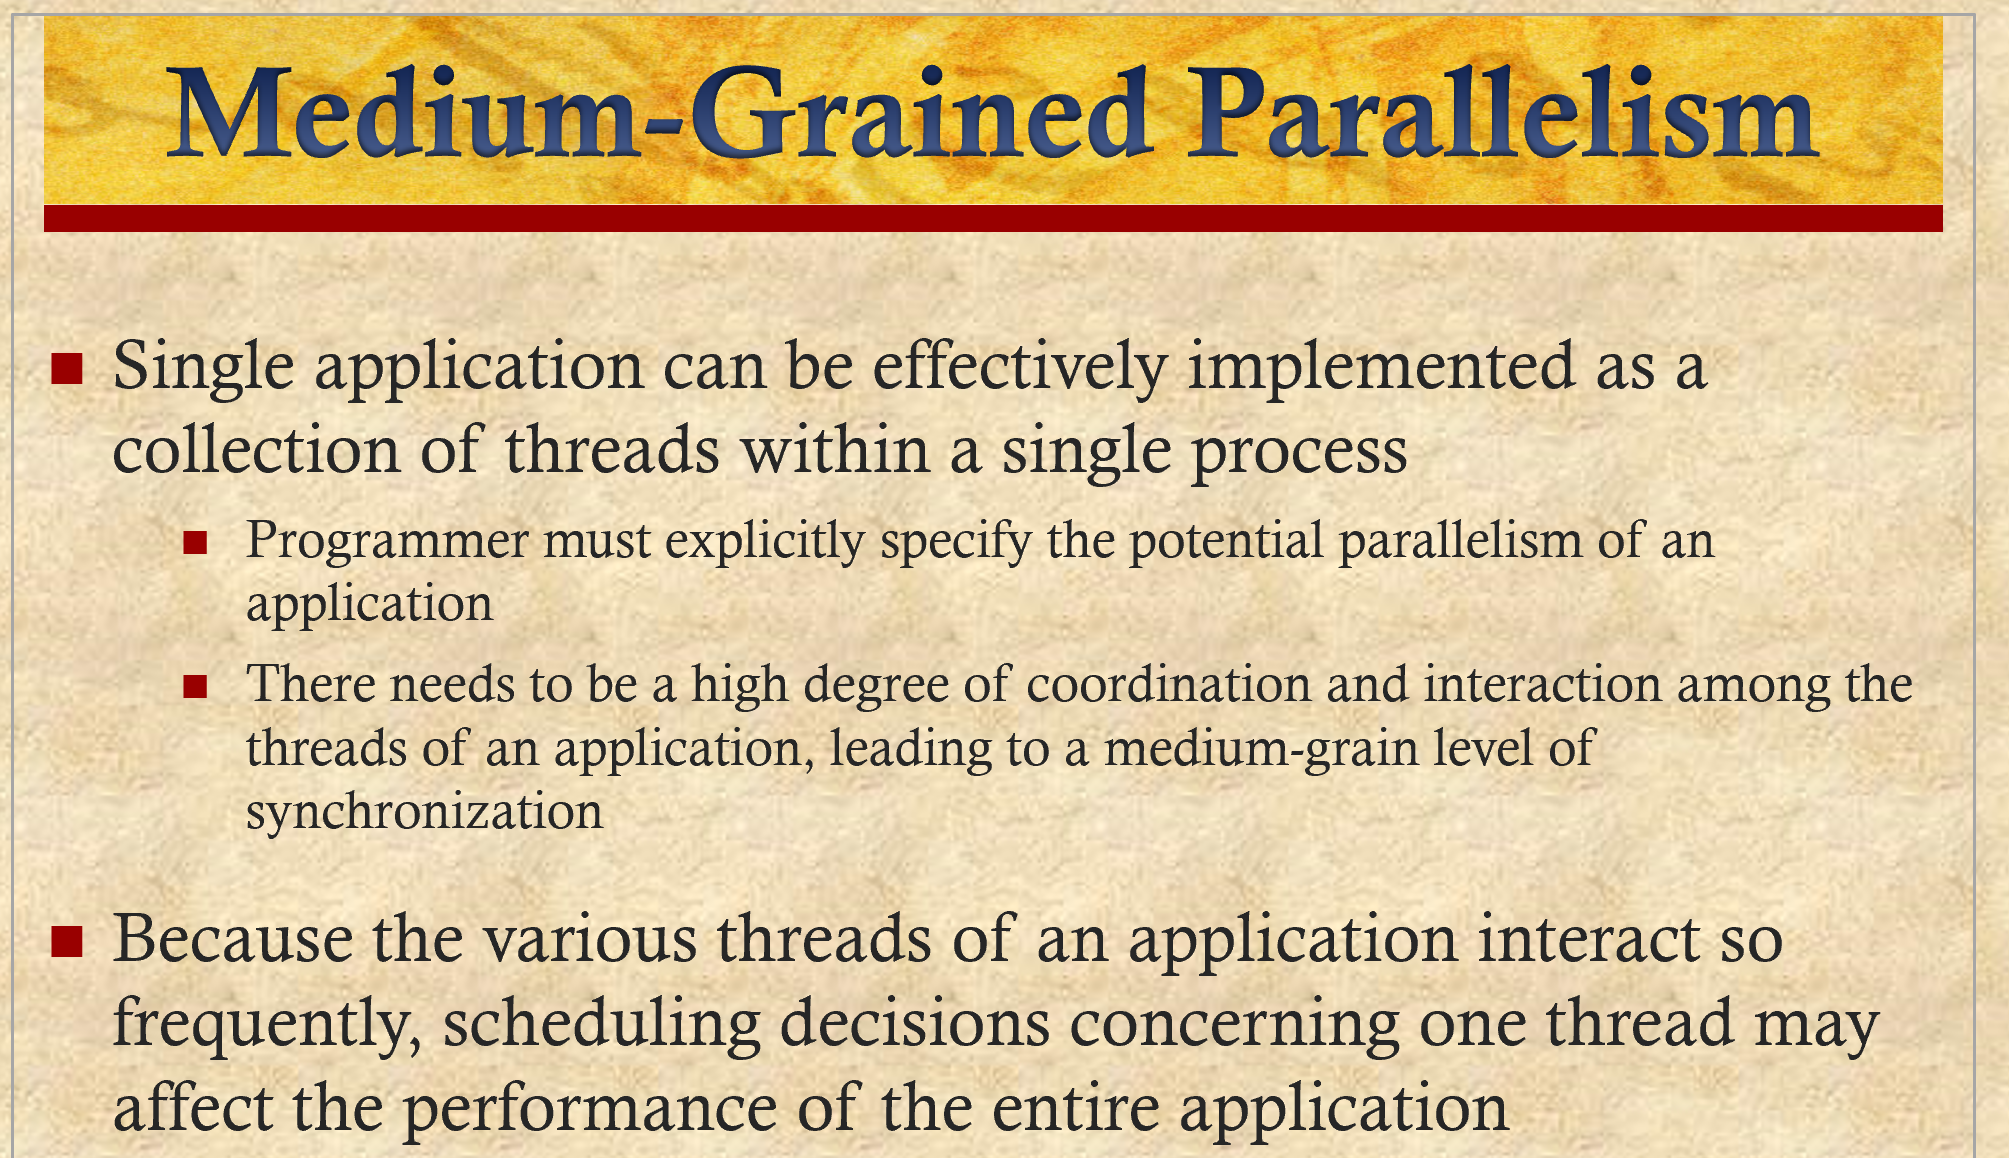 Medium-Grained Parallelism
Single application can be effectively implemented as a
collection of threads within a single process
Programmer must explicitly specify the potential parallelism of an
application
There needs to be a high degree of coordination and interaction among the
threads of an application, leading to a medium-grain level of
synchronization
Because the various threads of an application interact so
frequently, scheduling decisions concerning one thread may
affect the performance of the entire application